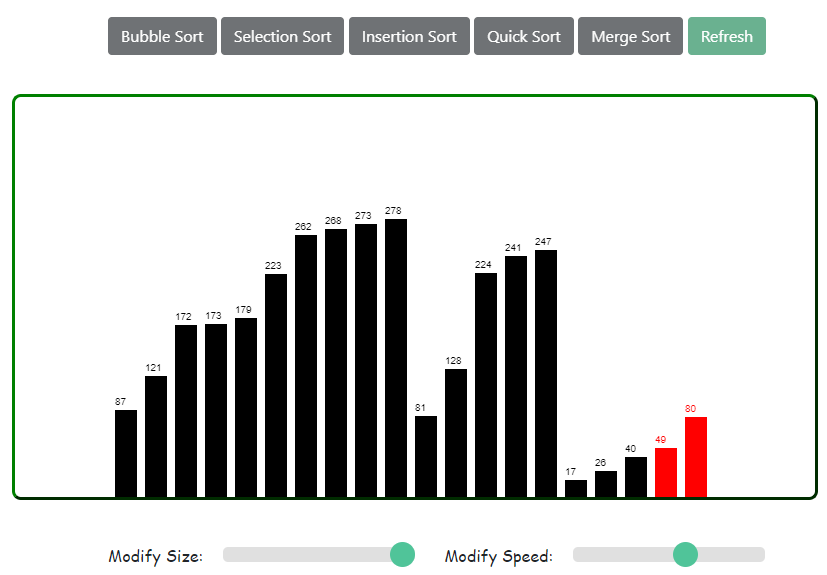 Bubble Sort Selection Sort Insertion Sort Quick Sort Merge Sort Refresh
87 121 172 173 179 223 262 268 273 278 81 128 224 241 247 17 26 40 49 80
Modify Size: Modify Speed: